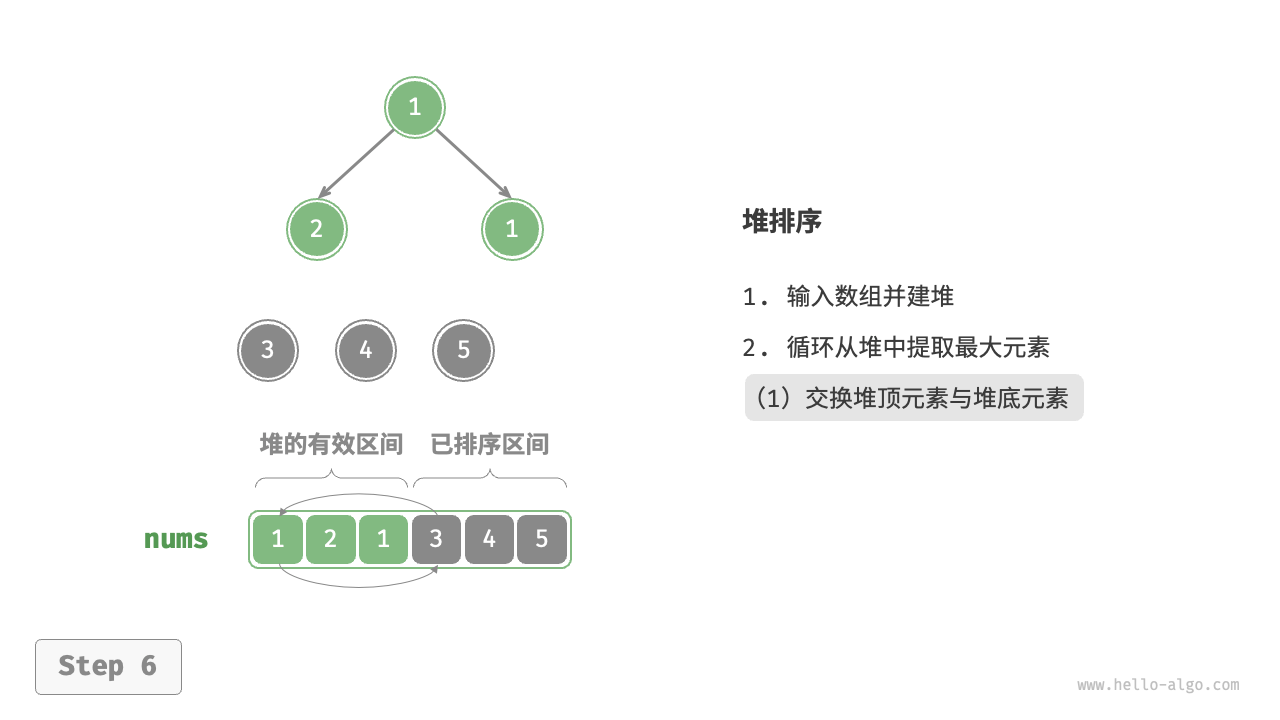 1
2 1
3 4 5
堆的有效区间 已排序区间
nums 1 2 1 3 4 5
Step 6
堆排序
1. 输入数组并建堆
2. 循环从堆中提取最大元素
（1）交换堆顶元素与堆底元素
www.hello-algo.com